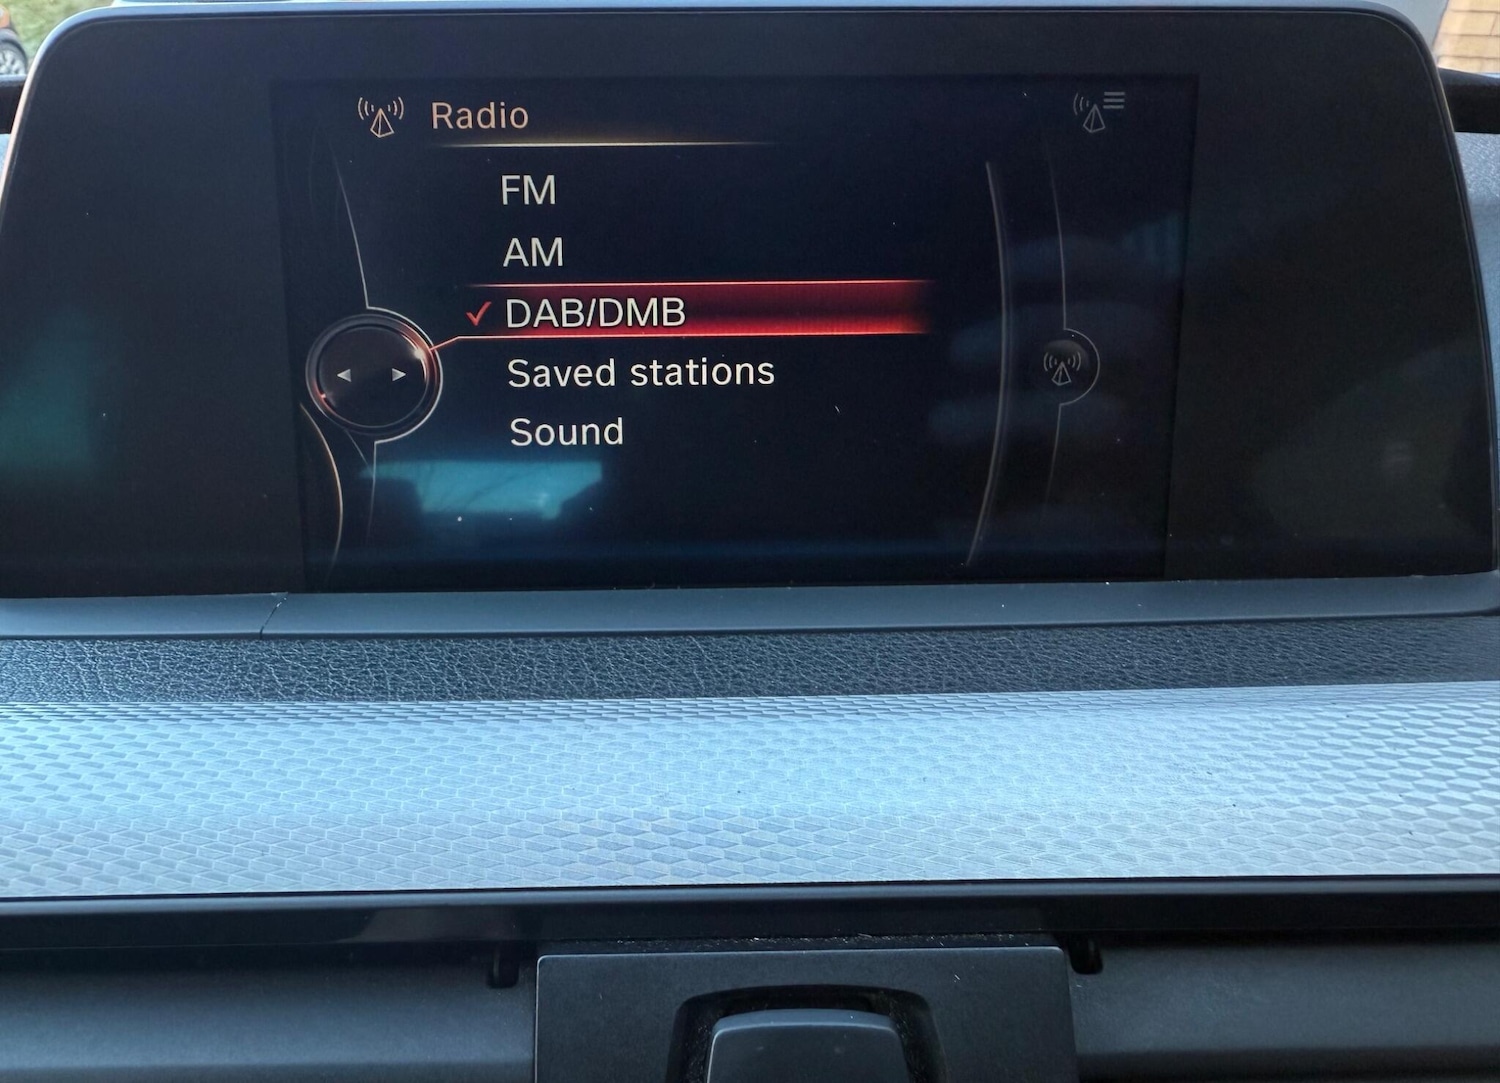 Radio
FM
AM
DAB/DMB
Saved stations
Sound